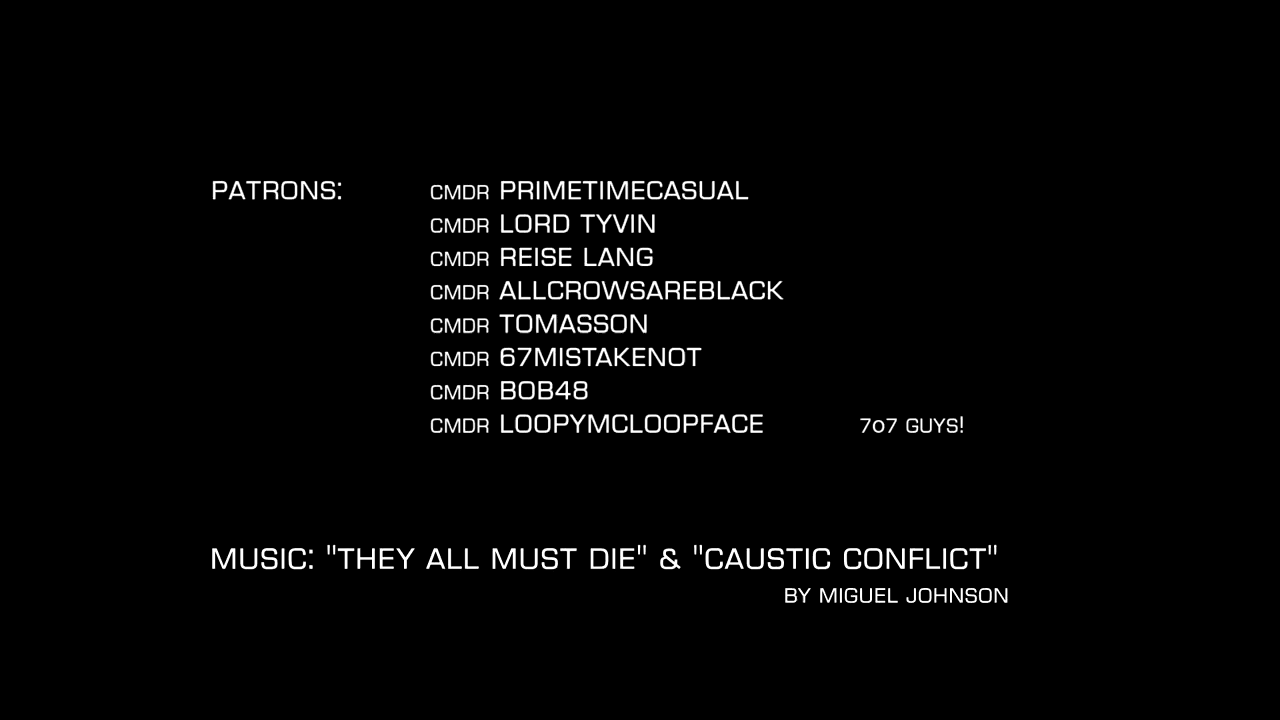 PATRONS: CMDR PRIMETIMECASUAL
CMDR LORD TYVIN
CMDR REISE LANG
CMDR ALLCROWSAREBLACK
CMDR TOMASSON
CMDR 67MISTAKENOT
CMDR BOB48
CMDR LOOPYMCLOOPFACE 7o7 GUYS!
MUSIC: "THEY ALL MUST DIE" & "CAUSTIC CONFLICT"
BY MIGUEL JOHNSON